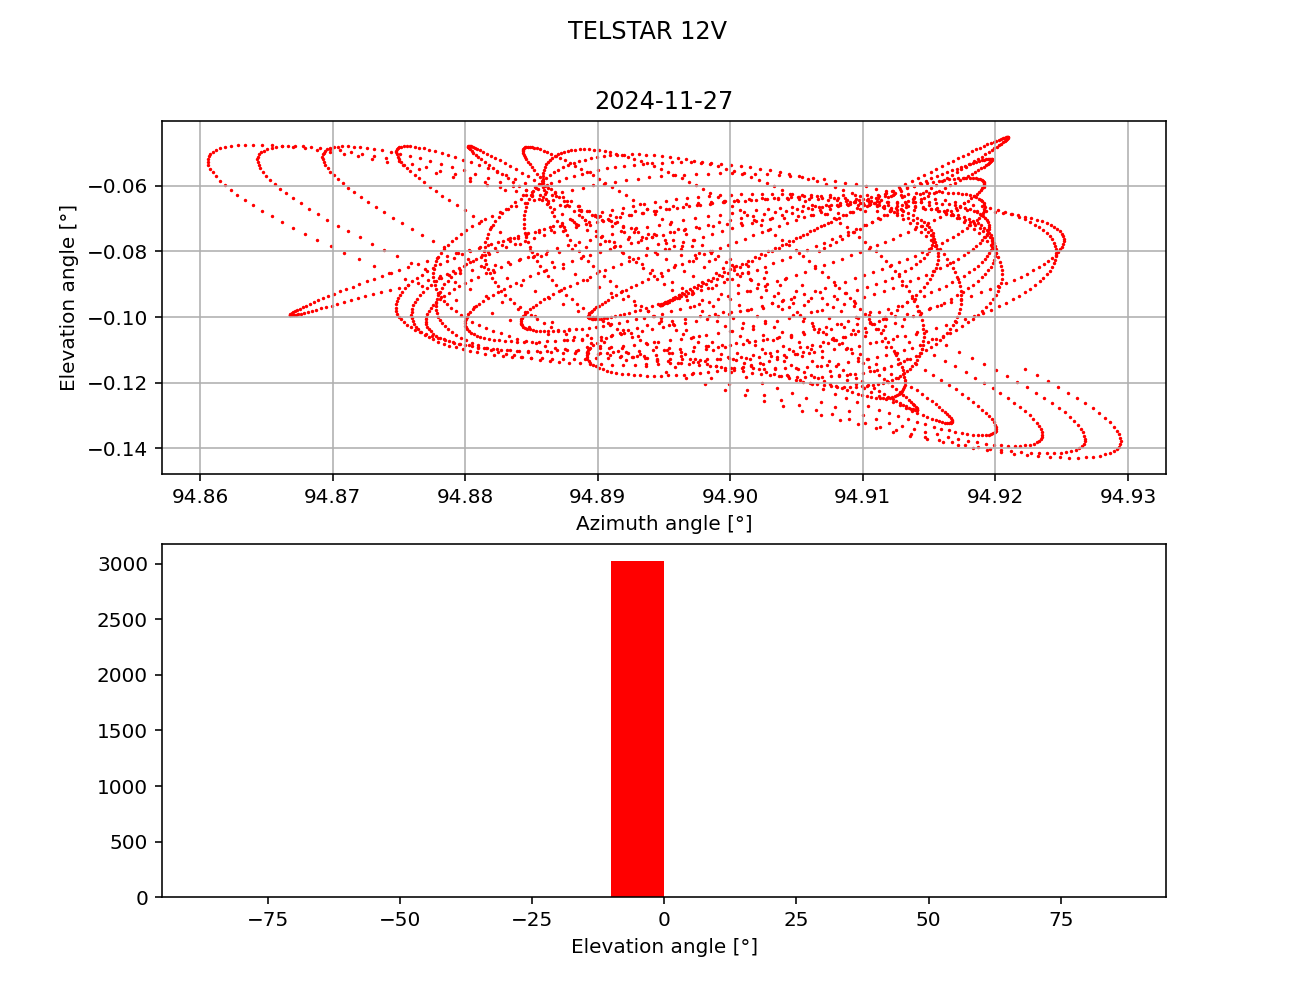 TELSTAR 12V
2024-11-27
Elevation angle [°]
−0.06
−0.08
−0.10
−0.12
−0.14
94.86 94.87 94.88 94.89 94.90 94.91 94.92 94.93
Azimuth angle [°]
3000
2500
2000
1500
1000
500
0
−75 −50 −25 0 25 50 75
Elevation angle [°]